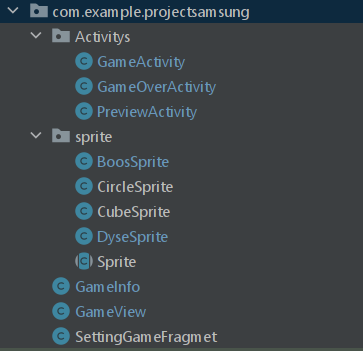 com.example.projectsamsung
Activitys
GameActivity
GameOverActivity
PreviewActivity
sprite
BoosSprite
CircleSprite
CubeSprite
DyseSprite
Sprite
GameInfo
GameView
SettingGameFragmet